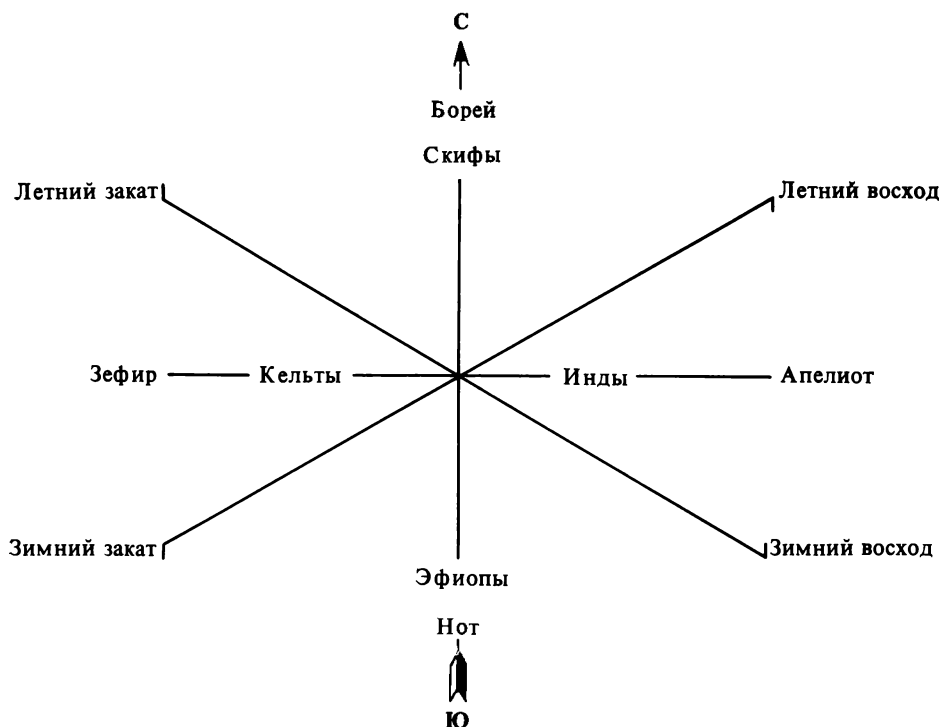 С
Борей
Скифы
Летний закат
Летний восход
Зефир
Кельты
Инды
Апелиот
Зимний закат
Зимний восход
Эфиопы
Нот
Ю